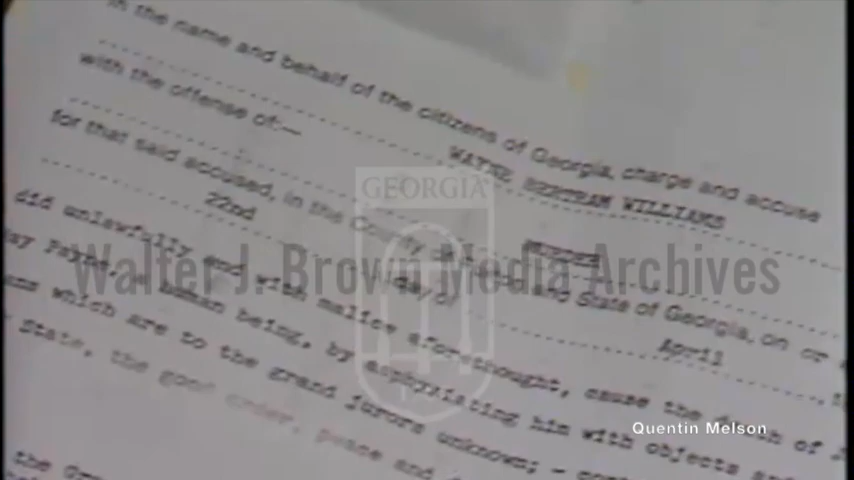 in the name and behalf of the citizens of Georgia, charge and accuse
WAYNE BERTRAM WILLIAMS
with the offense of:—
MURDER
for that said accused, in the County and State of Georgia, on or
22nd day of April
did unlawfully and with malice aforethought, cause the death of
Ray Payne, a human being, by asphyxiating him with objects and
which are to the grand jurors unknown; -
State, the good order, peace and
the
GEORGIA
Walter J. Brown Media Archives
Quentin Melson